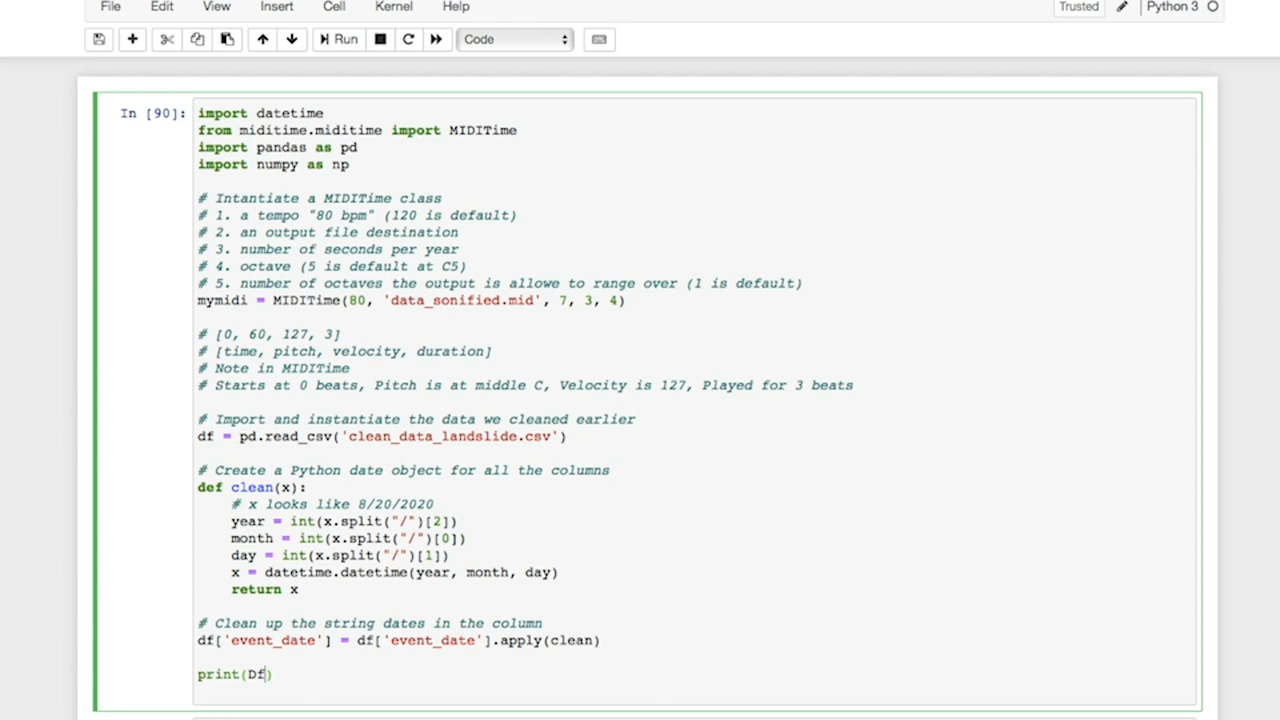 File Edit View Insert Cell Kernel Help Trusted Python 3
Run Code
In [90]:
import datetime
from miditime.miditime import MIDITime
import pandas as pd
import numpy as np
# Intantiate a MIDITime class
# 1. a tempo "80 bpm" (120 is default)
# 2. an output file destination
# 3. number of seconds per year
# 4. octave (5 is default at C5)
# 5. number of octaves the output is allowe to range over (1 is default)
mymidi = MIDITime(80, 'data_sonified.mid', 7, 3, 4)
# [0, 60, 127, 3]
# [time, pitch, velocity, duration]
# Note in MIDITime
# Starts at 0 beats, Pitch is at middle C, Velocity is 127, Played for 3 beats
# Import and instantiate the data we cleaned earlier
df = pd.read_csv('clean_data_landslide.csv')
# Create a Python date object for all the columns
def clean(x):
# x looks like 8/20/2020
year = int(x.split("/")[2])
month = int(x.split("/")[0])
day = int(x.split("/")[1])
x = datetime.datetime(year, month, day)
return x
# Clean up the string dates in the column
df['event_date'] = df['event_date'].apply(clean)
print(Df)